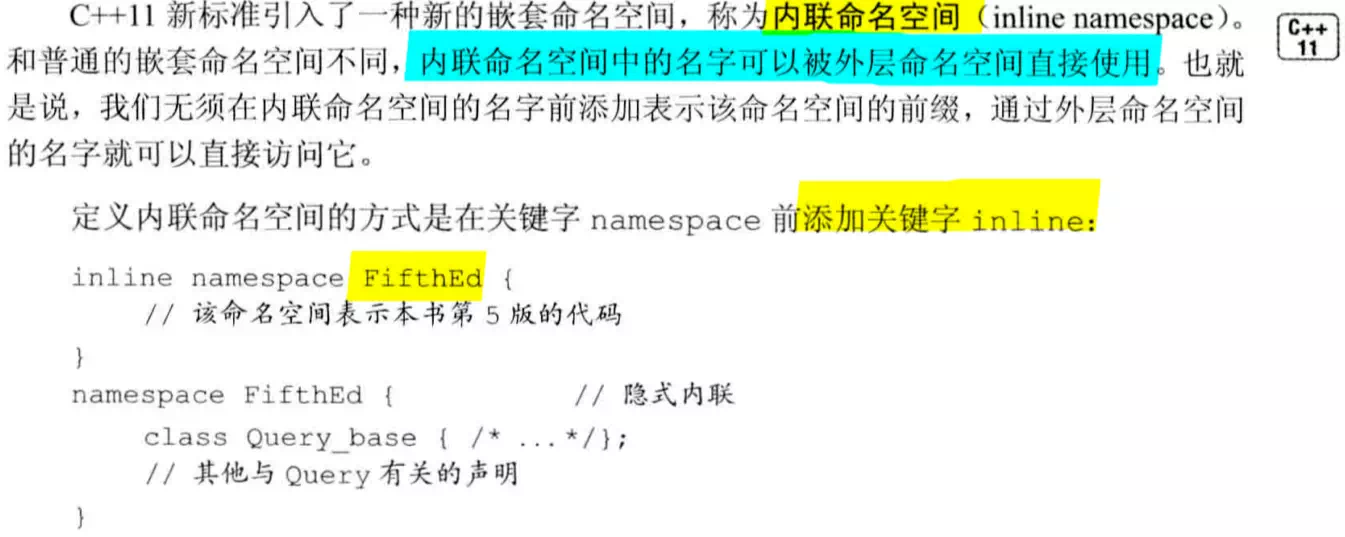 C++11 新标准引入了一种新的嵌套命名空间，称为内联命名空间（inline namespace）。
C++
11
和普通的嵌套命名空间不同，内联命名空间中的名字可以被外层命名空间直接使用。也就
是说，我们无须在内联命名空间的名字前添加表示该命名空间的前缀，通过外层命名空间
的名字就可以直接访问它。
定义内联命名空间的方式是在关键字 namespace 前添加关键字 inline：
inline namespace FifthEd {
// 该命名空间表示本书第 5 版的代码
}
namespace FifthEd { // 隐式内联
class Query_base { /* ...*/};
// 其他与 Query 有关的声明
}